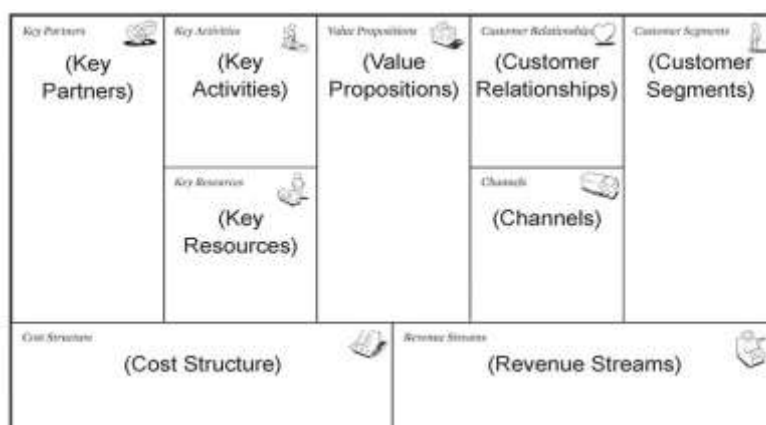 Key Partners
(Key
Partners)
Key Activities
(Key
Activities)
Key Resources
(Key
Resources)
Value Propositions
(Value
Propositions)
Customer Relationships
(Customer
Relationships)
Channels
(Channels)
Customer Segments
(Customer
Segments)
Cost Structure
(Cost Structure)
Revenue Streams
(Revenue Streams)